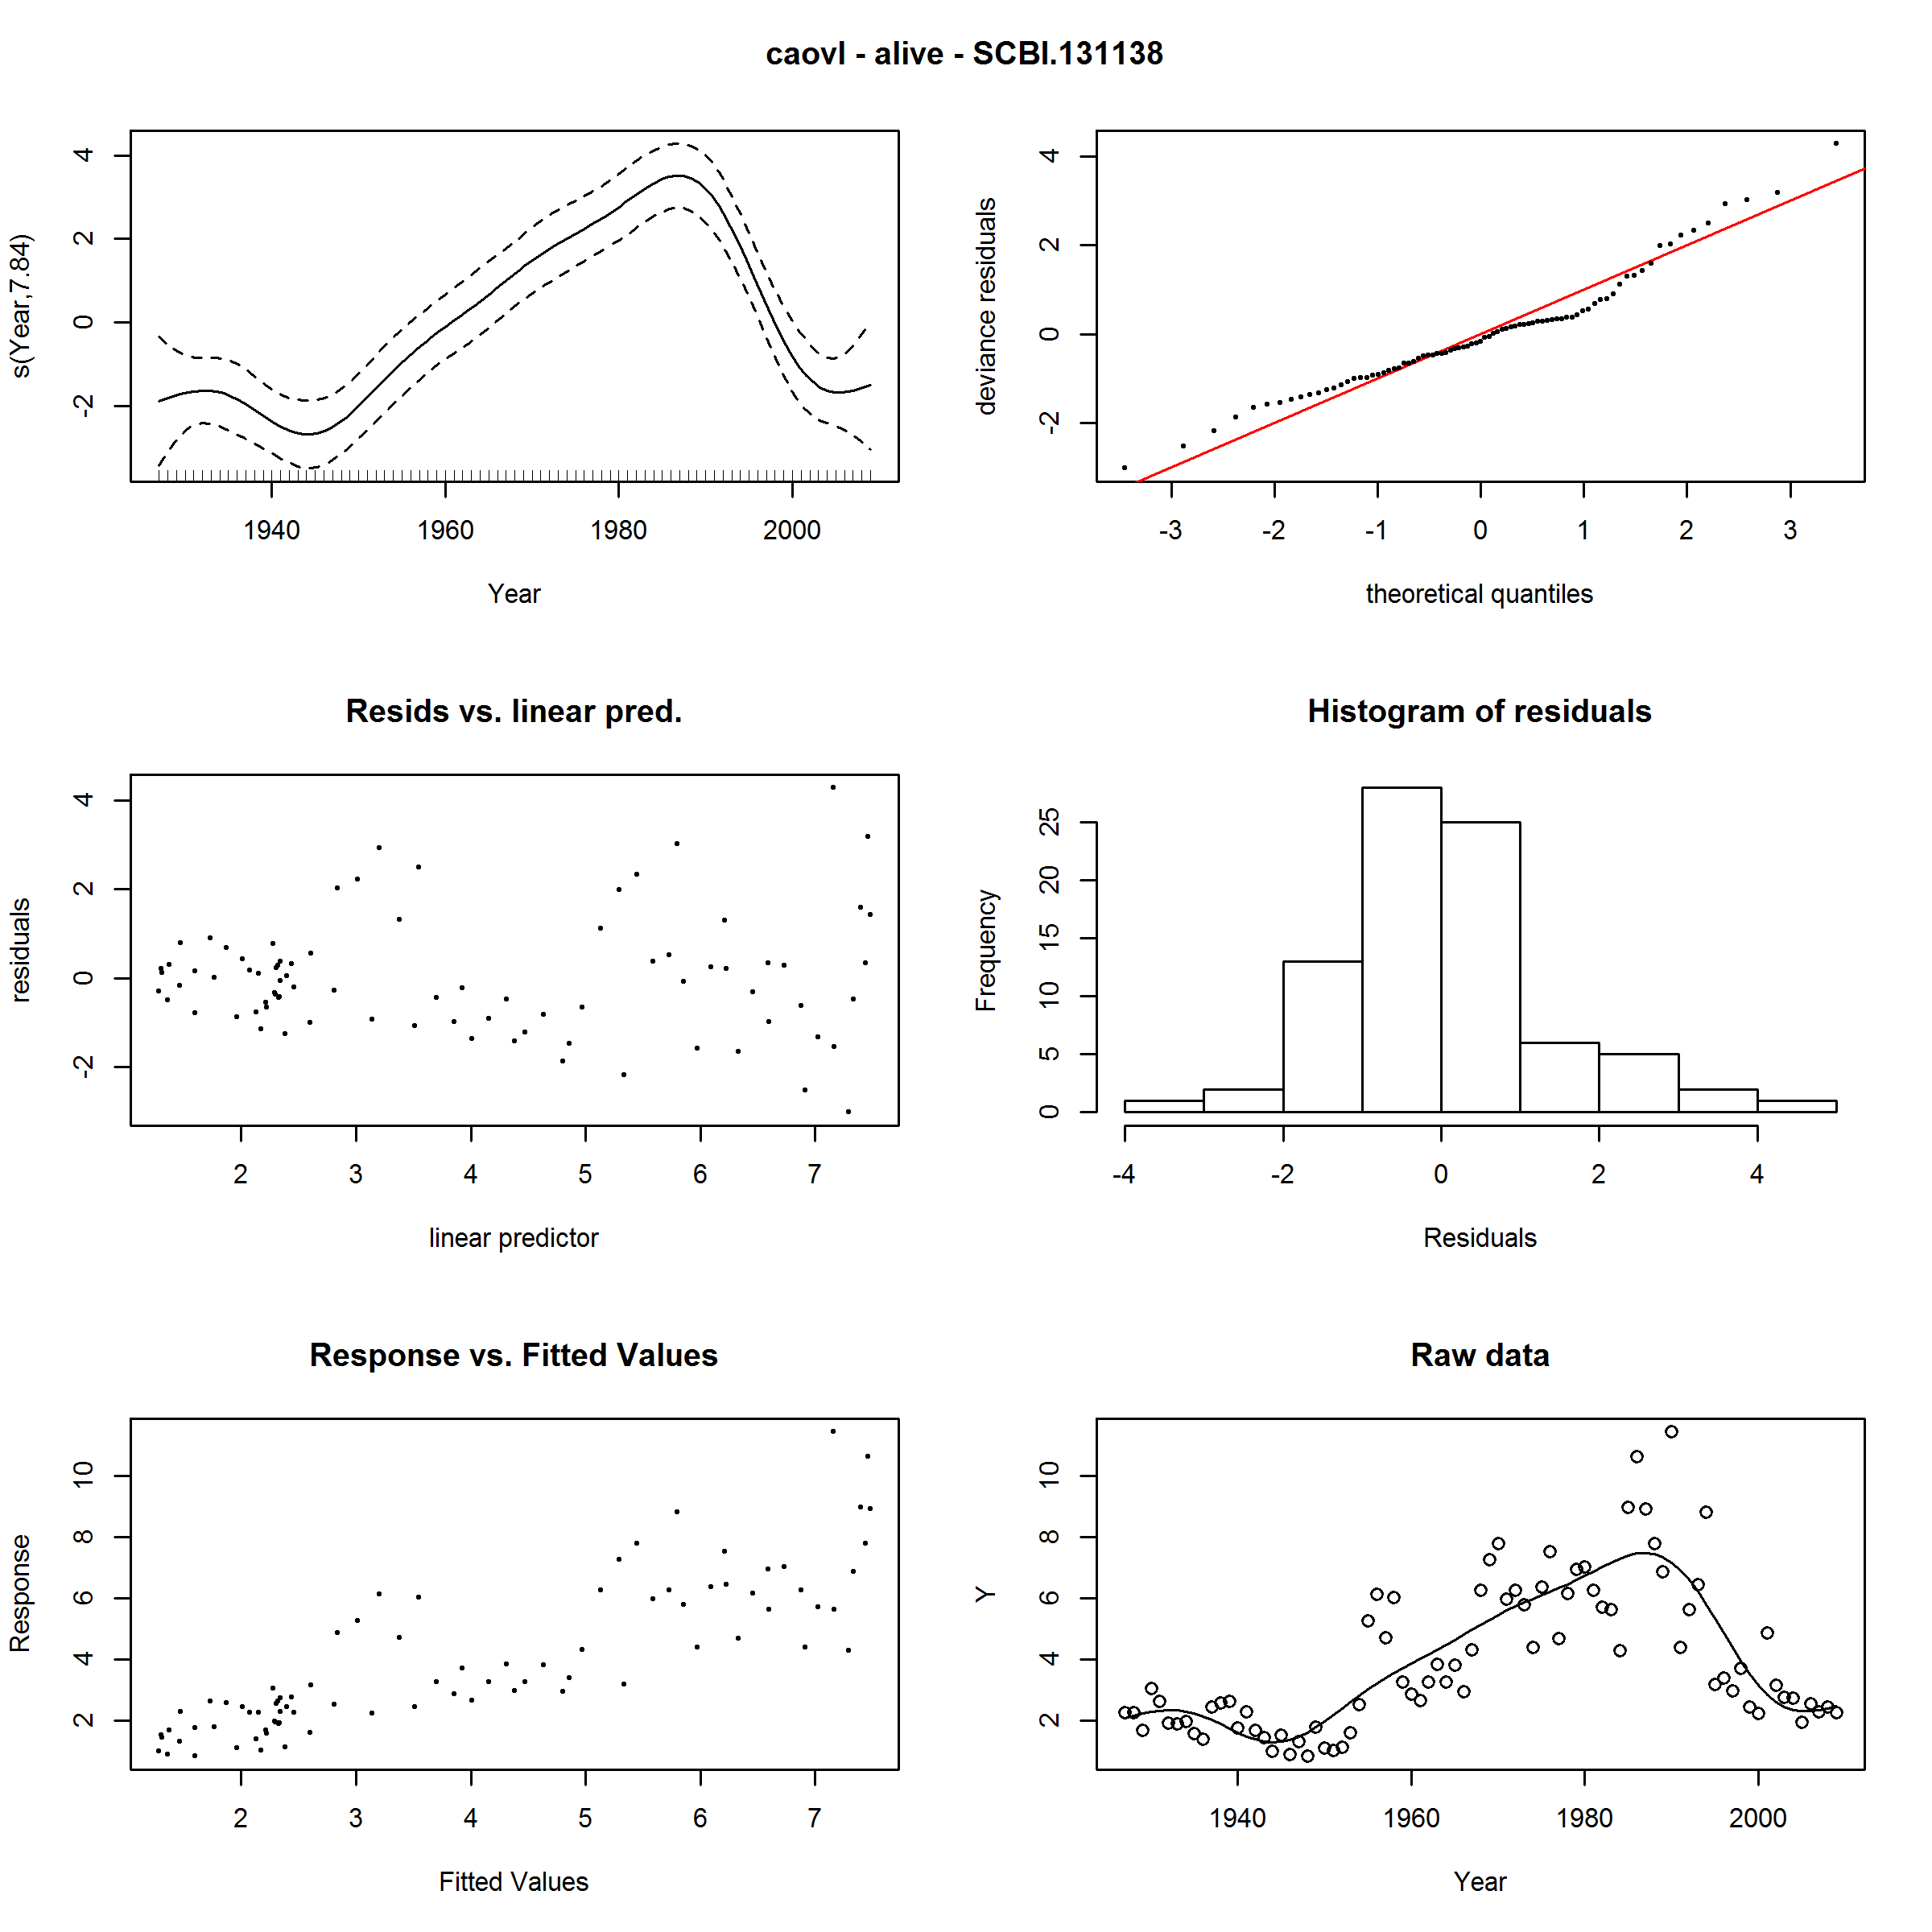 caovl - alive - SCBI.131138
s(Year,7.84)
4
2
0
-2
1940 1960 1980 2000
Year
deviance residuals
4
2
0
-2
-3 -2 -1 0 1 2 3
theoretical quantiles
Resids vs. linear pred.
residuals
4
2
0
-2
2 3 4 5 6 7
linear predictor
Histogram of residuals
Frequency
25
20
15
10
5
0
-4 -2 0 2 4
Residuals
Response vs. Fitted Values
Response
10
8
6
4
2
2 3 4 5 6 7
Fitted Values
Raw data
Y
10
8
6
4
2
1940 1960 1980 2000
Year